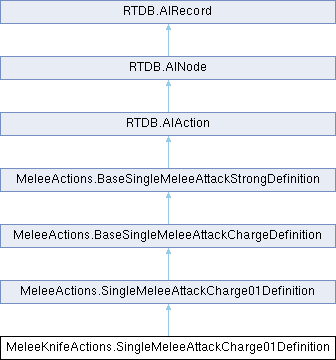 RTDB.AIRecord
RTDB.AINode
RTDB.AIAction
MeleeActions.BaseSingleMeleeAttackStrongDefinition
MeleeActions.BaseSingleMeleeAttackChargeDefinition
MeleeActions.SingleMeleeAttackCharge01Definition
MeleeKnifeActions.SingleMeleeAttackCharge01Definition